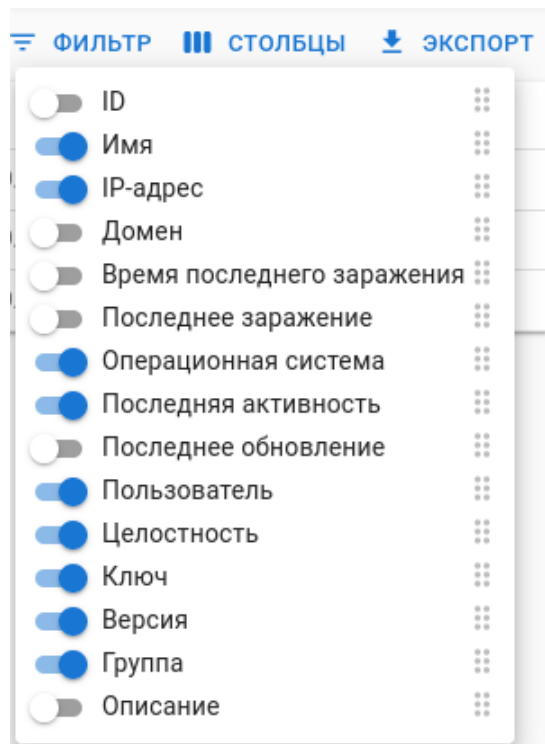 ФИЛЬТР СТОЛБЦЫ ЭКСПОРТ
ID
Имя
IP-адрес
Домен
Время последнего заражения
Последнее заражение
Операционная система
Последняя активность
Последнее обновление
Пользователь
Целостность
Ключ
Версия
Группа
Описание